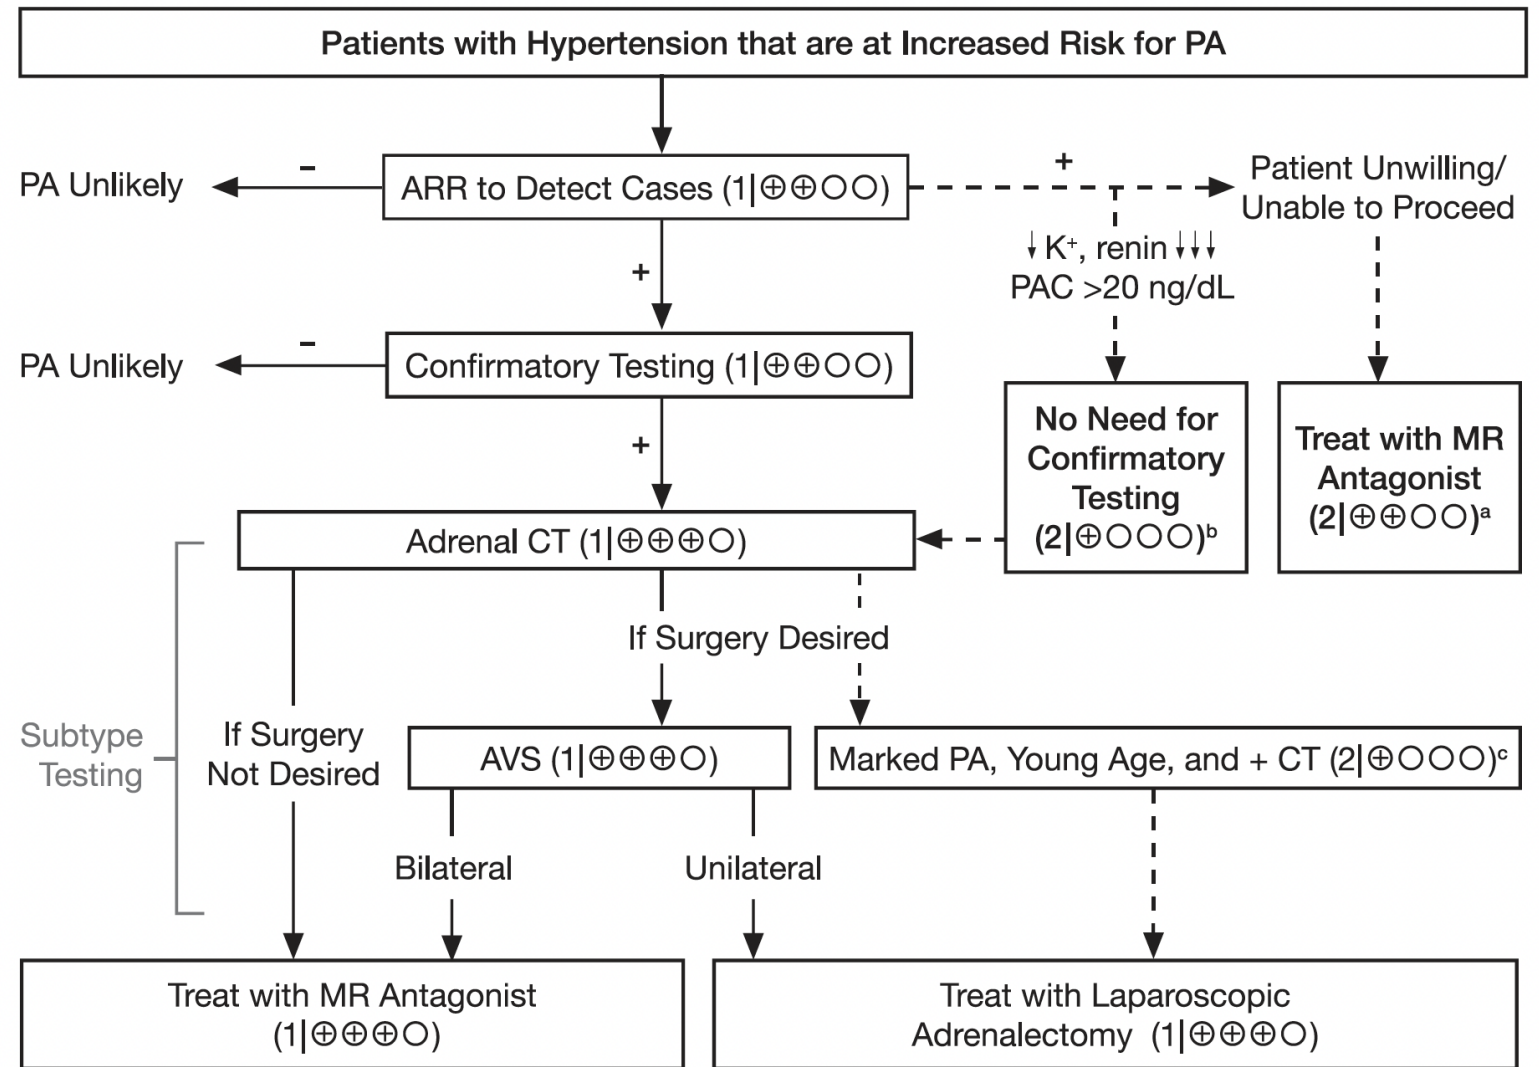 Patients with Hypertension that are at Increased Risk for PA
PA Unlikely
−
ARR to Detect Cases (1|⊕⊕○○)
+
Patient Unwilling/
Unable to Proceed
↓K⁺, renin ↓↓↓
PAC >20 ng/dL
+
PA Unlikely
−
Confirmatory Testing (1|⊕⊕○○)
No Need for
Confirmatory
Testing
(2|⊕○○○)ᵇ
Treat with MR
Antagonist
(2|⊕⊕○○)ᵃ
+
Adrenal CT (1|⊕⊕⊕○)
If Surgery Desired
Subtype
Testing
If Surgery
Not Desired
AVS (1|⊕⊕⊕○)
Marked PA, Young Age, and + CT (2|⊕○○○)ᶜ
Bilateral
Unilateral
Treat with MR Antagonist
(1|⊕⊕⊕○)
Treat with Laparoscopic
Adrenalectomy (1|⊕⊕⊕○)